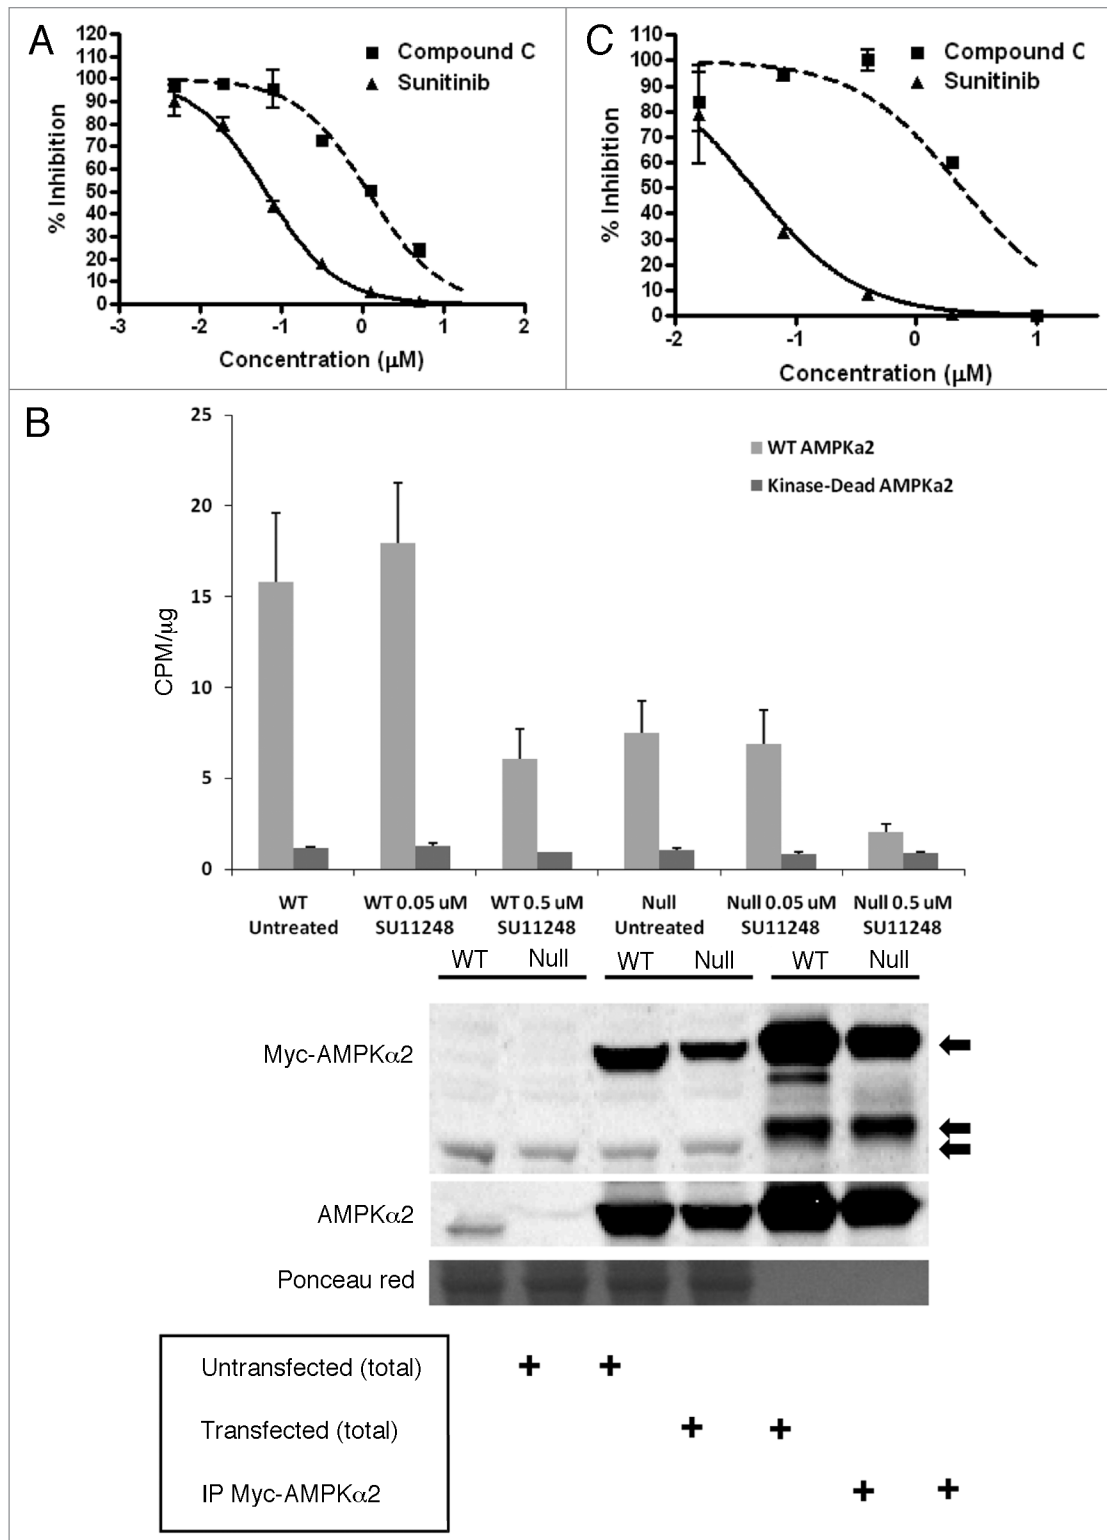 A
120
110
100
90
80
70
60
50
40
30
20
10
0
% Inhibition
Compound C
Sunitinib
-3
-2
-1
0
1
2
Concentration (μM)
C
110
100
90
80
70
60
50
40
30
20
10
0
% Inhibition
Compound C
Sunitinib
-2
-1
0
1
Concentration (μM)
B
25
20
15
10
5
0
CPM/μg
WT AMPKa2
Kinase-Dead AMPKa2
WT Untreated
WT 0.05 uM SU11248
WT 0.5 uM SU11248
Null Untreated
Null 0.05 uM SU11248
Null 0.5 uM SU11248
WT Null WT Null WT Null
Myc-AMPKα2
AMPKα2
Ponceau red
Untransfected (total) + +
Transfected (total) + +
IP Myc-AMPKα2 + +